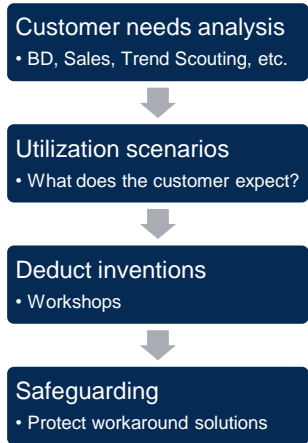 Customer needs analysis
• BD, Sales, Trend Scouting, etc.
Utilization scenarios
• What does the customer expect?
Deduct inventions
• Workshops
Safeguarding
• Protect workaround solutions